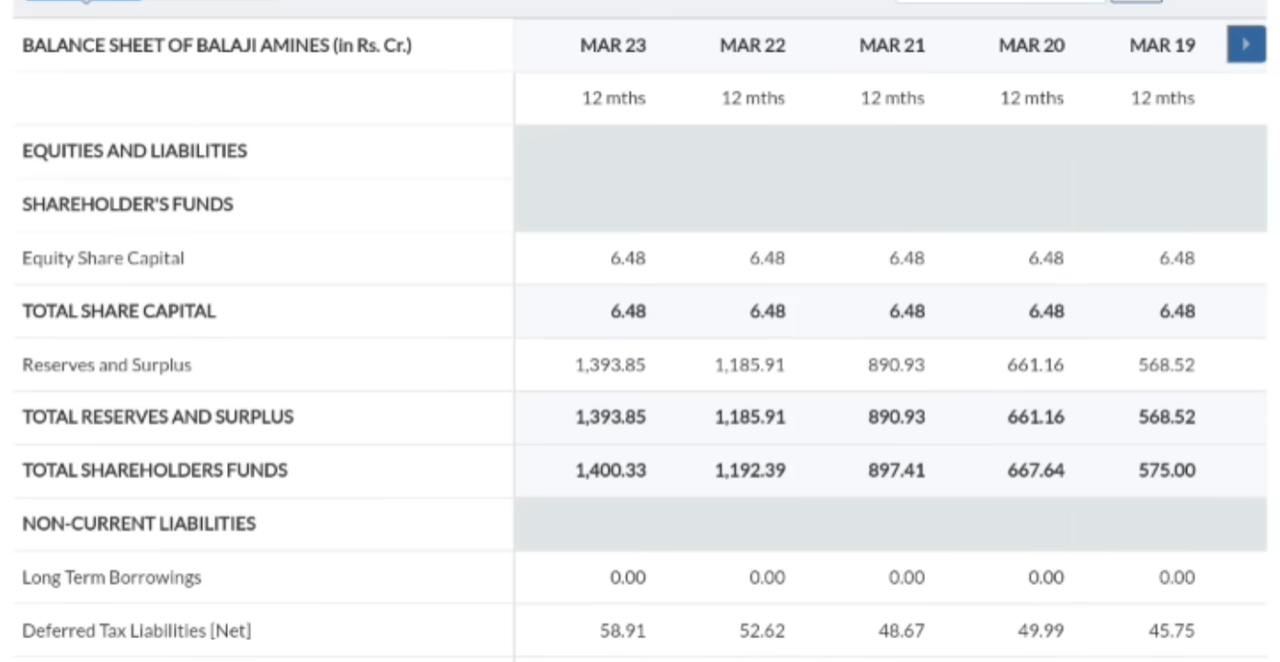 BALANCE SHEET OF BALAJI AMINES (in Rs. Cr.) MAR 23 MAR 22 MAR 21 MAR 20 MAR 19
12 mths 12 mths 12 mths 12 mths 12 mths
EQUITIES AND LIABILITIES
SHAREHOLDER'S FUNDS
Equity Share Capital 6.48 6.48 6.48 6.48 6.48
TOTAL SHARE CAPITAL 6.48 6.48 6.48 6.48 6.48
Reserves and Surplus 1,393.85 1,185.91 890.93 661.16 568.52
TOTAL RESERVES AND SURPLUS 1,393.85 1,185.91 890.93 661.16 568.52
TOTAL SHAREHOLDERS FUNDS 1,400.33 1,192.39 897.41 667.64 575.00
NON-CURRENT LIABILITIES
Long Term Borrowings 0.00 0.00 0.00 0.00 0.00
Deferred Tax Liabilities [Net] 58.91 52.62 48.67 49.99 45.75